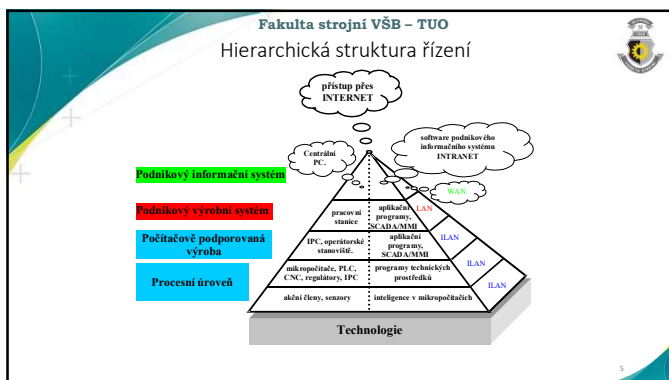 Fakulta strojní VŠB – TUO
Hierarchická struktura řízení
přístup přes
INTERNET
software podnikového
informačního systému
INTRANET
Centrální
PC.
Podnikový informační systém
WAN
Podnikový výrobní systém
pracovní
stanice
aplikační
programy,
SCADA/MMI
LAN
Počítačově podporovaná
výroba
IPC, operátorské
stanoviště.
aplikační
programy,
SCADA/MMI
ILAN
Procesní úroveň
mikropočítače, PLC,
CNC, regulátory, IPC
programy technických
prostředků
ILAN
akční členy, senzory
inteligence v mikropočítačích
ILAN
Technologie
5